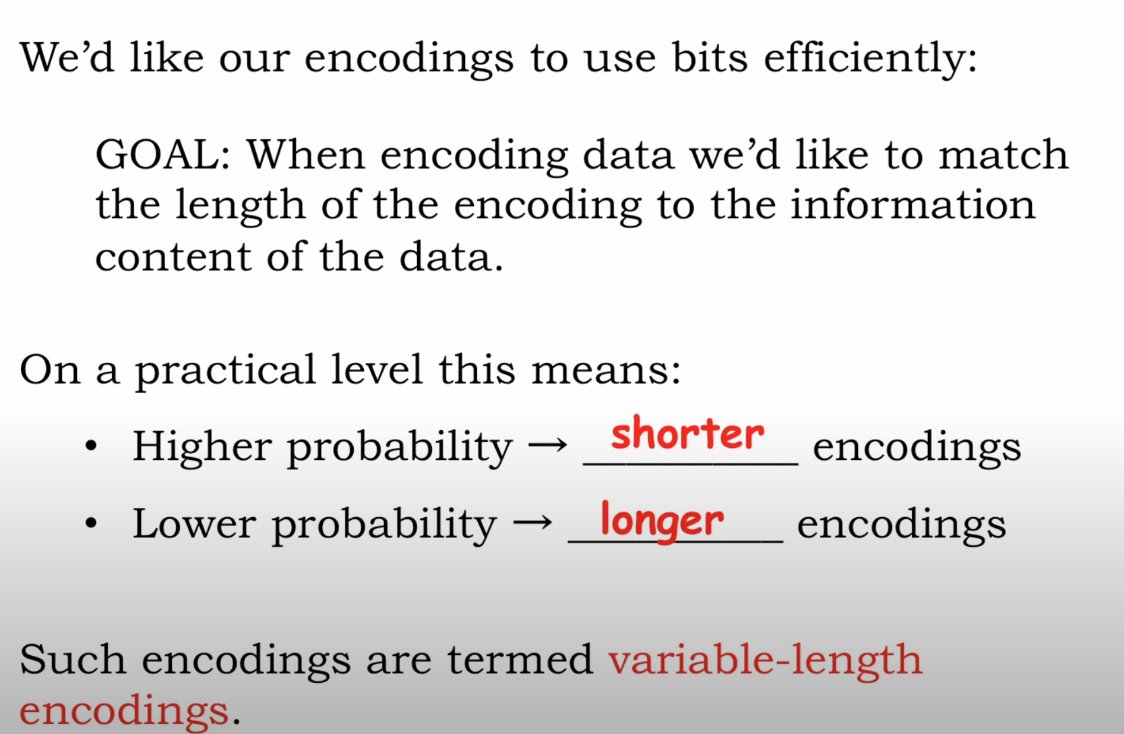 We’d like our encodings to use bits efficiently:
GOAL: When encoding data we’d like to match
the length of the encoding to the information
content of the data.
On a practical level this means:
• Higher probability → shorter encodings
• Lower probability → longer encodings
Such encodings are termed variable-length
encodings.